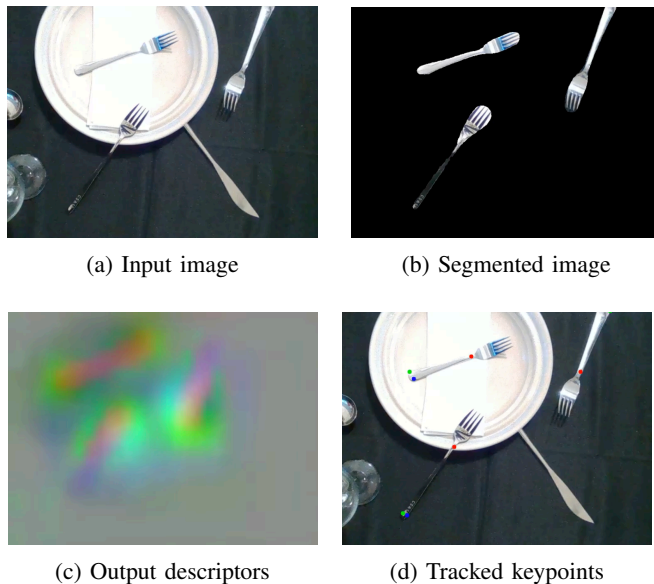 (a) Input image
(b) Segmented image
(c) Output descriptors
(d) Tracked keypoints